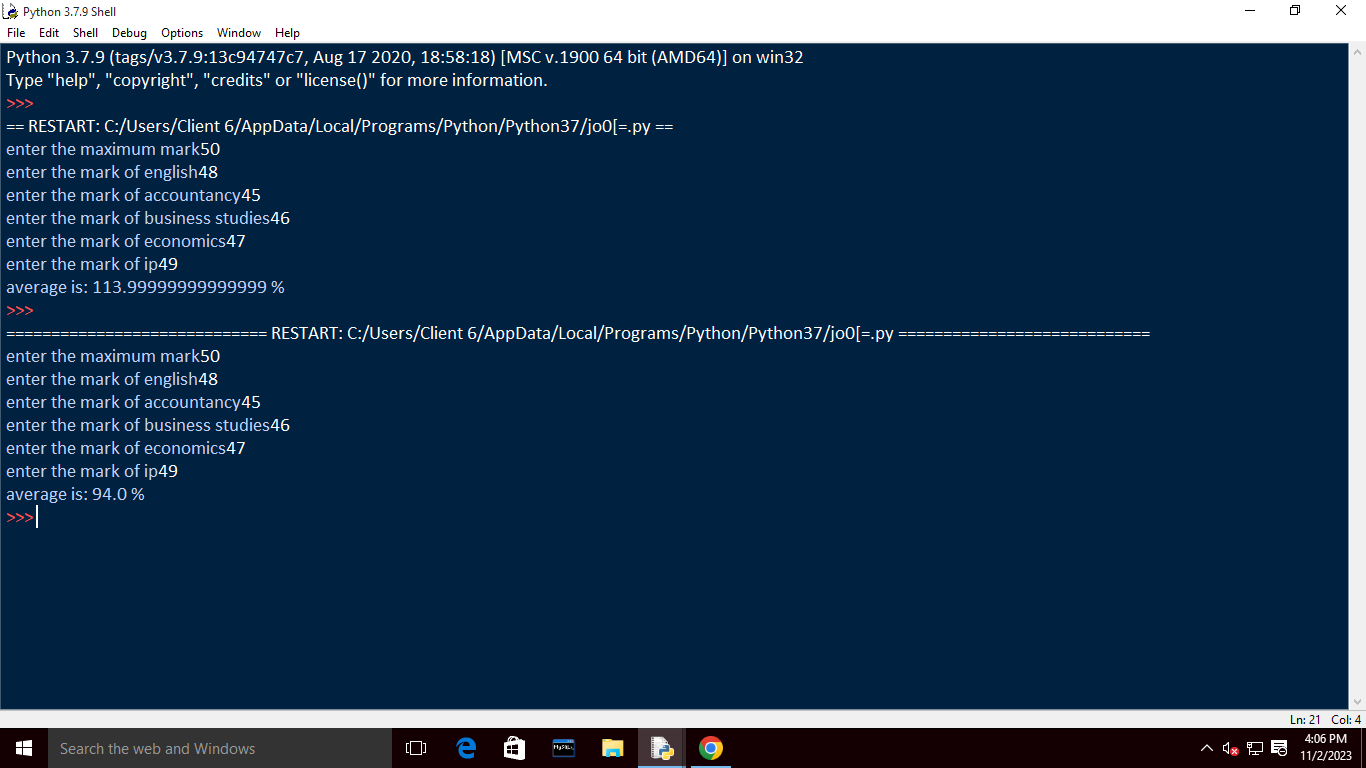 Python 3.7.9 Shell
File Edit Shell Debug Options Window Help
Python 3.7.9 (tags/v3.7.9:13c94747c7, Aug 17 2020, 18:58:18) [MSC v.1900 64 bit (AMD64)] on win32
Type "help", "copyright", "credits" or "license()" for more information.
>>>
== RESTART: C:/Users/Client 6/AppData/Local/Programs/Python/Python37/jo0[=.py ==
enter the maximum mark50
enter the mark of english48
enter the mark of accountancy45
enter the mark of business studies46
enter the mark of economics47
enter the mark of ip49
average is: 113.99999999999999 %
>>>
============================= RESTART: C:/Users/Client 6/AppData/Local/Programs/Python/Python37/jo0[=.py ============================
enter the maximum mark50
enter the mark of english48
enter the mark of accountancy45
enter the mark of business studies46
enter the mark of economics47
enter the mark of ip49
average is: 94.0 %
>>>
Ln: 21 Col: 4
Search the web and Windows
MySQL
4:06 PM
11/2/2023